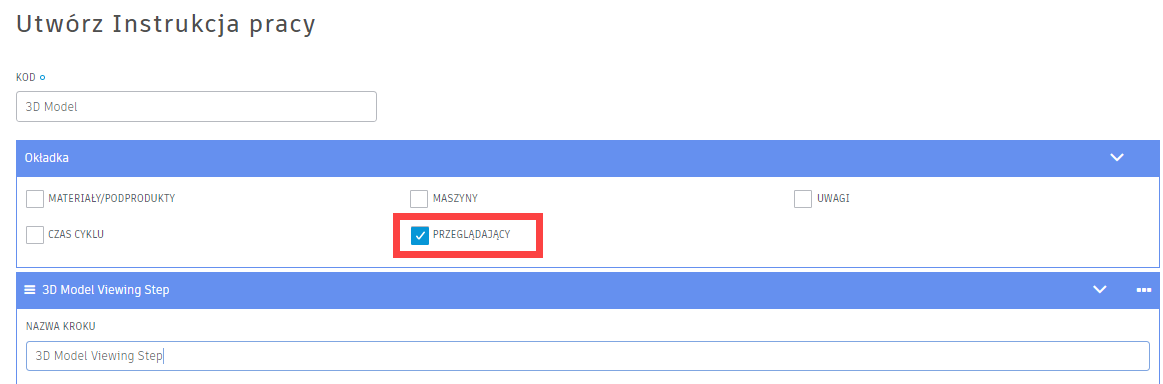 Utwórz Instrukcja pracy
KOD
3D Model
Okładka
MATERIAŁY/PODPRODUKTY
MASZYNY
UWAGI
CZAS CYKLU
PRZEGLĄDAJĄCY
3D Model Viewing Step
NAZWA KROKU
3D Model Viewing Step